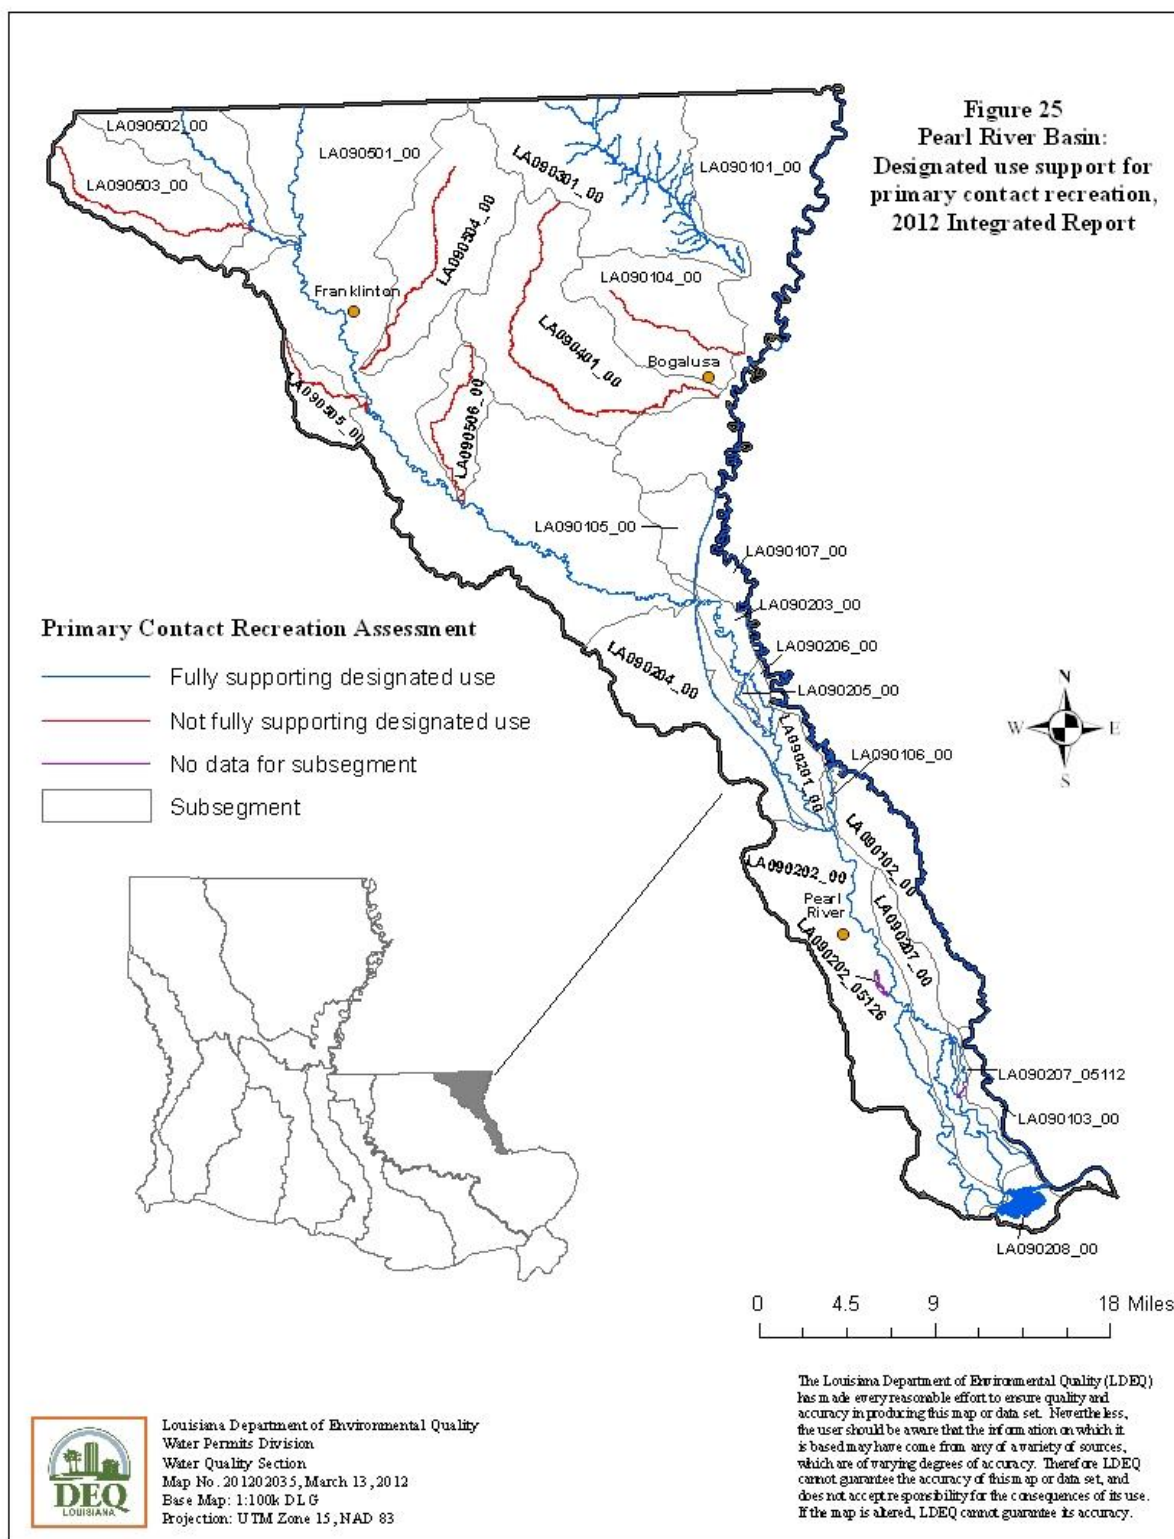 Figure 25
Pearl River Basin:
Designated use support for
primary contact recreation,
2012 Integrated Report
LA090502_00
LA090501_00
LA090301_00
LA090101_00
LA090503_00
LA090504_00
LA090104_00
Franklinton
LA090401_00
Bogalusa
LA090505_00
LA090506_00
LA090105_00
LA090107_00
LA090203_00
LA090206_00
LA090204_00
LA090205_00
LA090201_00
LA090106_00
LA090102_00
LA090202_00
Pearl
River
LA090207_00
LA090202_05126
LA090207_05112
LA090103_00
LA090208_00
Primary Contact Recreation Assessment
Fully supporting designated use
Not fully supporting designated use
No data for subsegment
Subsegment
N
W E
S
0 4.5 9 18 Miles
The Louisiana Department of Environmental Quality (LDEQ)
has made every reasonable effort to ensure quality and
accuracy in producing this map or data set. Nevertheless,
the user should be aware that the information on which it
is based may have come from any of a variety of sources,
which are of varying degrees of accuracy. Therefore LDEQ
cannot guarantee the accuracy of this map or data set, and
does not accept responsibility for the consequences of its use.
If the map is altered, LDEQ cannot guarantee its accuracy.
DEQ
LOUISIANA
Louisiana Department of Environmental Quality
Water Permits Division
Water Quality Section
Map No. 201202035, March 13, 2012
Base Map: 1:100k DLG
Projection: UTM Zone 15, NAD 83